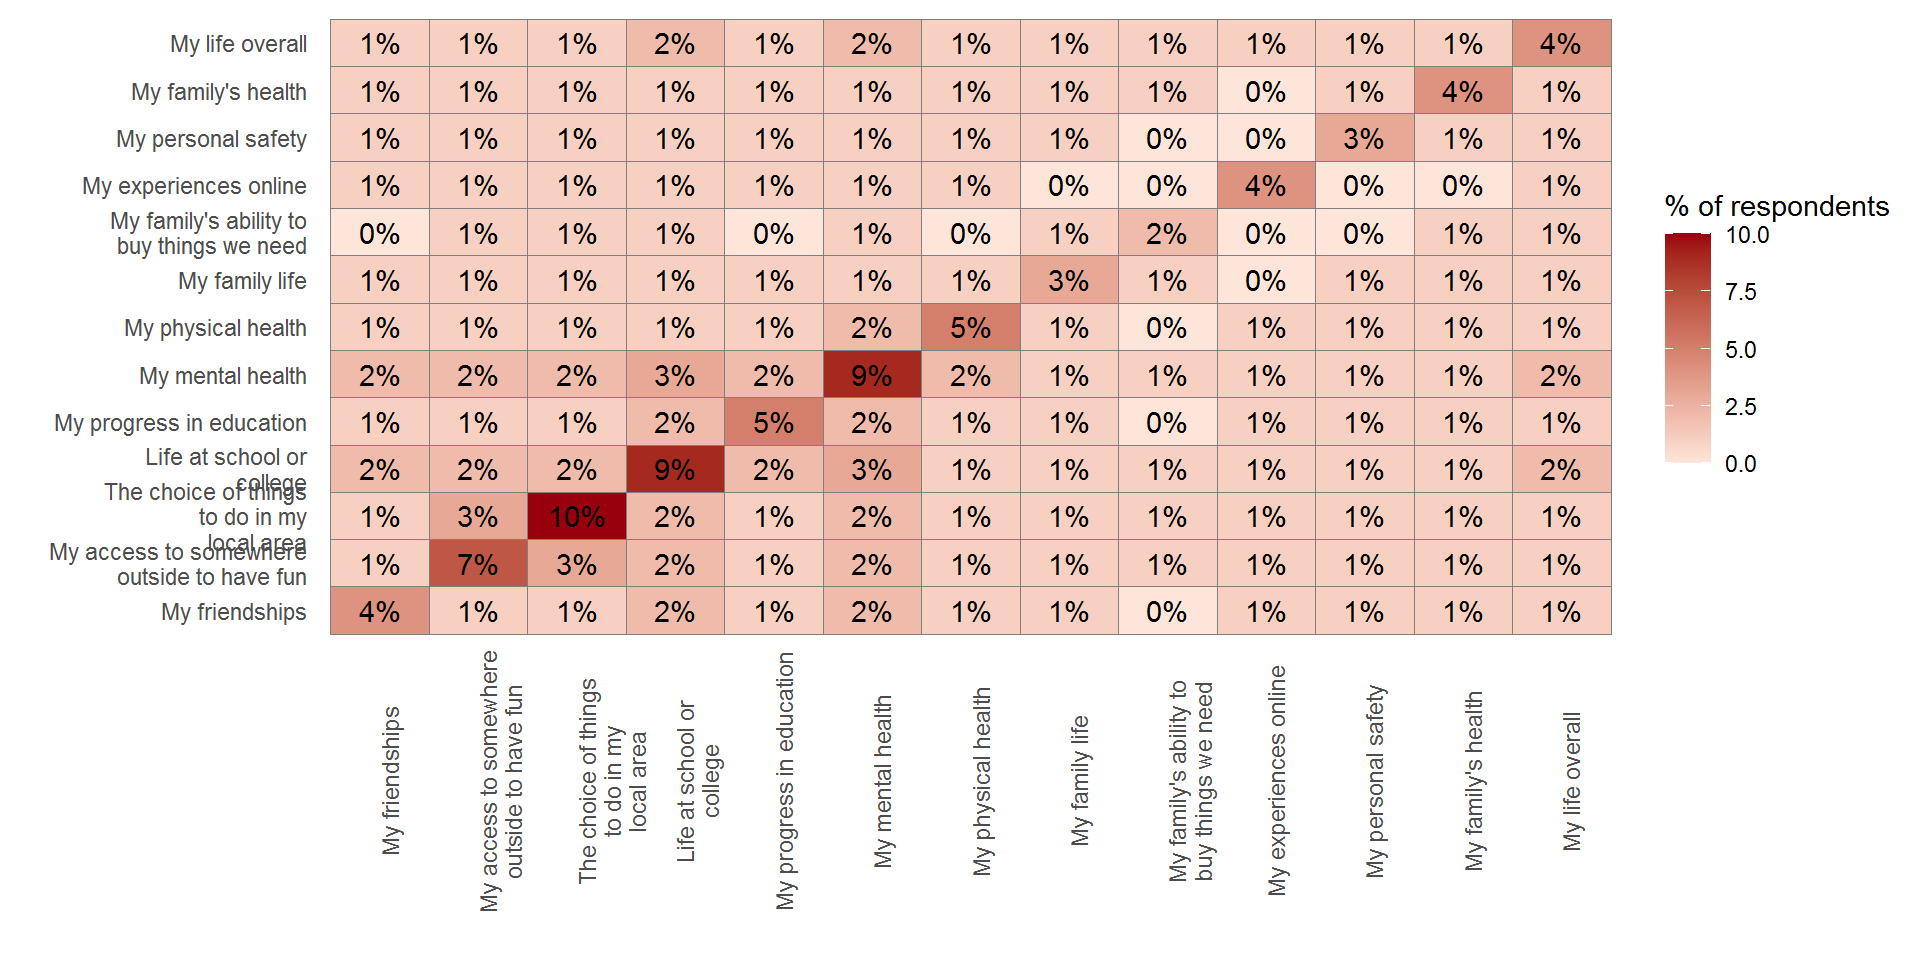 My life overall 1% 1% 1% 2% 1% 2% 1% 1% 1% 1% 1% 1% 4%
My family's health 1% 1% 1% 1% 1% 1% 1% 1% 1% 0% 1% 4% 1%
My personal safety 1% 1% 1% 1% 1% 1% 1% 1% 0% 0% 3% 1% 1%
My experiences online 1% 1% 1% 1% 1% 1% 1% 0% 0% 4% 0% 0% 1%
My family's ability to
buy things we need
0% 1% 1% 1% 0% 1% 0% 1% 2% 0% 0% 1% 1%
My family life 1% 1% 1% 1% 1% 1% 1% 3% 1% 0% 1% 1% 1%
My physical health 1% 1% 1% 1% 1% 2% 5% 1% 0% 1% 1% 1% 1%
My mental health 2% 2% 2% 3% 2% 9% 2% 1% 1% 1% 1% 1% 2%
My progress in education 1% 1% 1% 2% 5% 2% 1% 1% 0% 1% 1% 1% 1%
Life at school or
college
2% 2% 2% 9% 2% 3% 1% 1% 1% 1% 1% 1% 2%
The choice of things
to do in my
local area
1% 3% 10% 2% 1% 2% 1% 1% 1% 1% 1% 1% 1%
My access to somewhere
outside to have fun
1% 7% 3% 2% 1% 2% 1% 1% 1% 1% 1% 1% 1%
My friendships 4% 1% 1% 2% 1% 2% 1% 1% 0% 1% 1% 1% 1%
My friendships
My access to somewhere
outside to have fun
The choice of things
to do in my
local area
Life at school or
college
My progress in education
My mental health
My physical health
My family life
My family's ability to
buy things we need
My experiences online
My personal safety
My family's health
My life overall
% of respondents
10.0
7.5
5.0
2.5
0.0